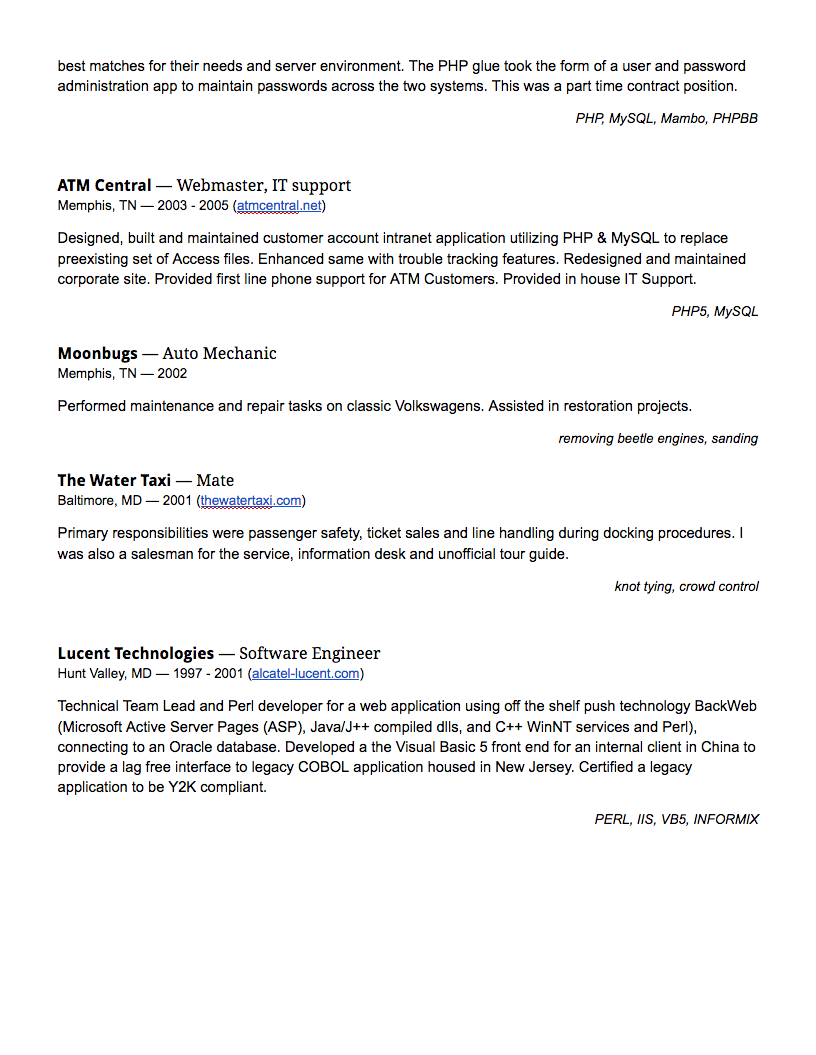 best matches for their needs and server environment. The PHP glue took the form of a user and password
administration app to maintain passwords across the two systems. This was a part time contract position.
PHP, MySQL, Mambo, PHPBB
ATM Central — Webmaster, IT support
Memphis, TN — 2003 - 2005 (atmcentral.net)
Designed, built and maintained customer account intranet application utilizing PHP & MySQL to replace
preexisting set of Access files. Enhanced same with trouble tracking features. Redesigned and maintained
corporate site. Provided first line phone support for ATM Customers. Provided in house IT Support.
PHP5, MySQL
Moonbugs — Auto Mechanic
Memphis, TN — 2002
Performed maintenance and repair tasks on classic Volkswagens. Assisted in restoration projects.
removing beetle engines, sanding
The Water Taxi — Mate
Baltimore, MD — 2001 (thewatertaxi.com)
Primary responsibilities were passenger safety, ticket sales and line handling during docking procedures. I
was also a salesman for the service, information desk and unofficial tour guide.
knot tying, crowd control
Lucent Technologies — Software Engineer
Hunt Valley, MD — 1997 - 2001 (alcatel-lucent.com)
Technical Team Lead and Perl developer for a web application using off the shelf push technology BackWeb
(Microsoft Active Server Pages (ASP), Java/J++ compiled dlls, and C++ WinNT services and Perl),
connecting to an Oracle database. Developed a the Visual Basic 5 front end for an internal client in China to
provide a lag free interface to legacy COBOL application housed in New Jersey. Certified a legacy
application to be Y2K compliant.
PERL, IIS, VB5, INFORMIX